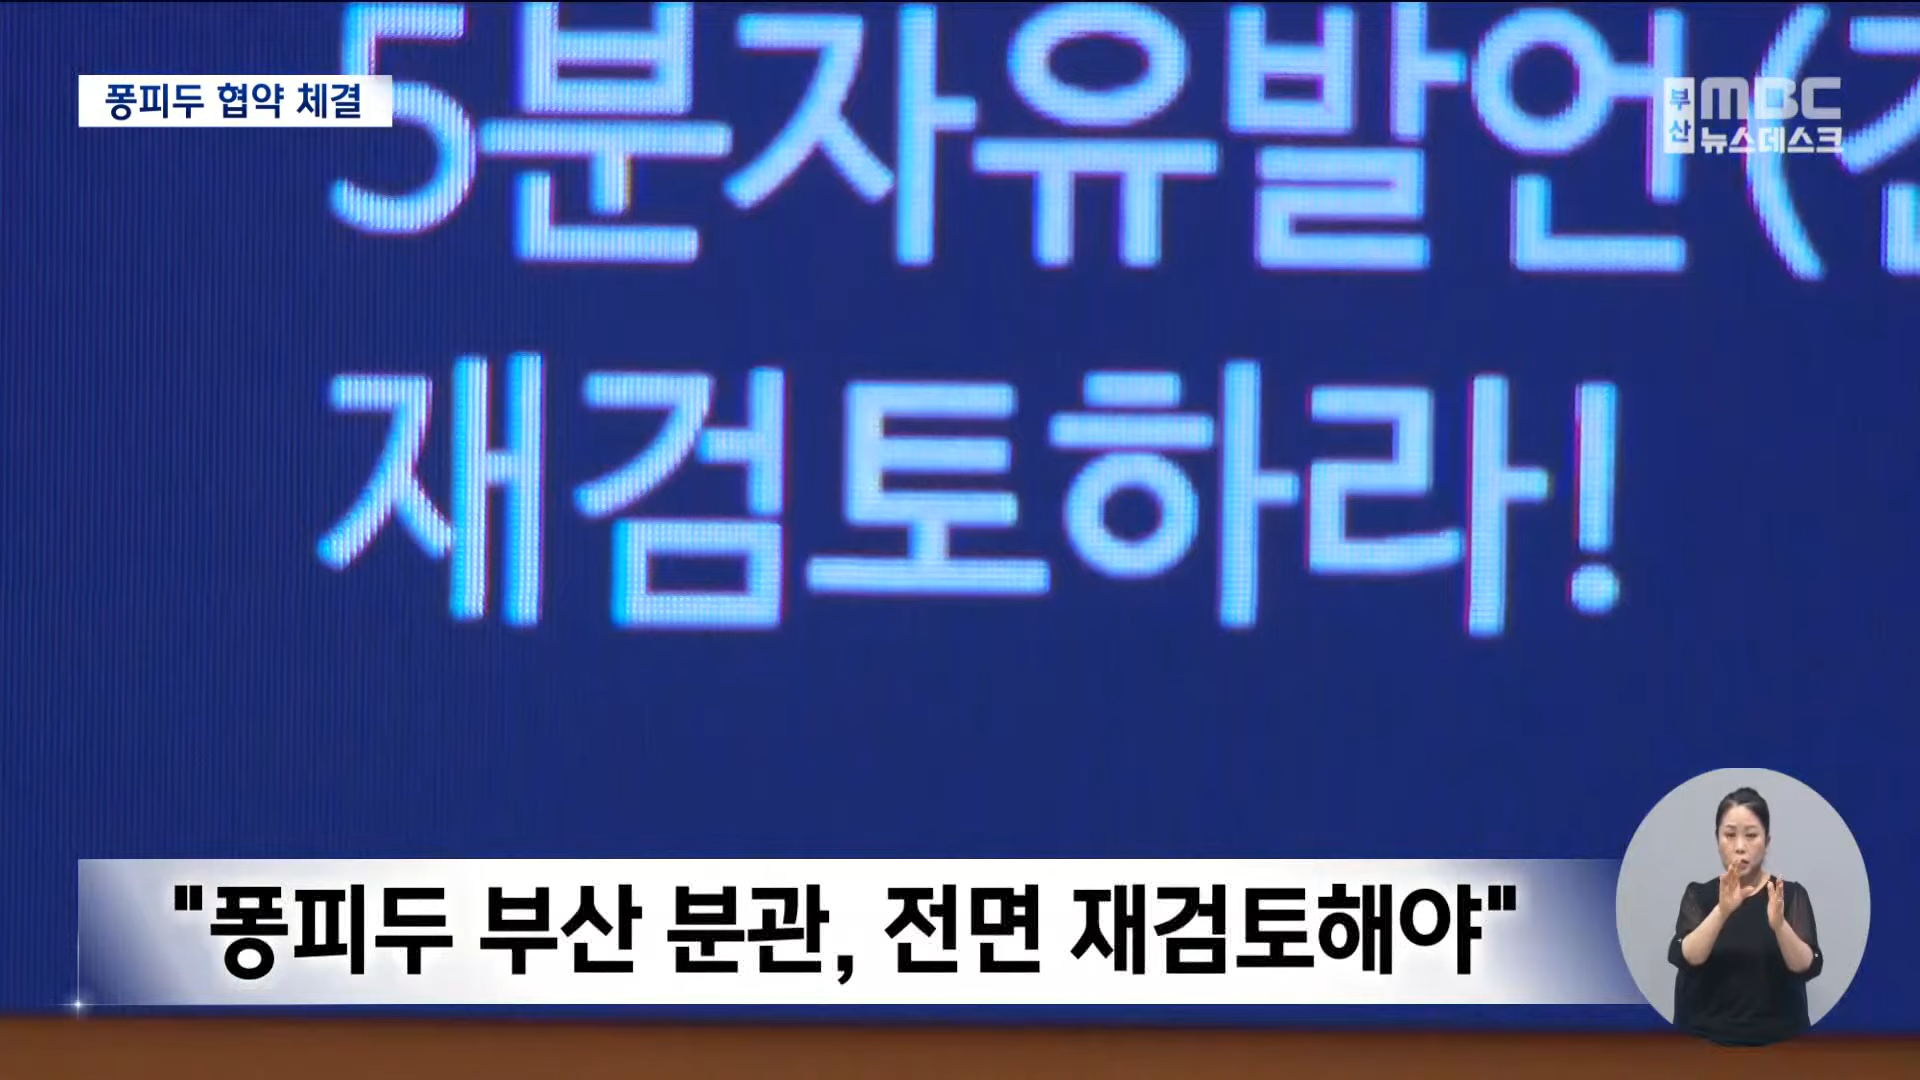 퐁피두 협약 체결
5분자유발언(
부산 MBC
뉴스데스크
재검토하라!
"퐁피두 부산 분관, 전면 재검토해야"